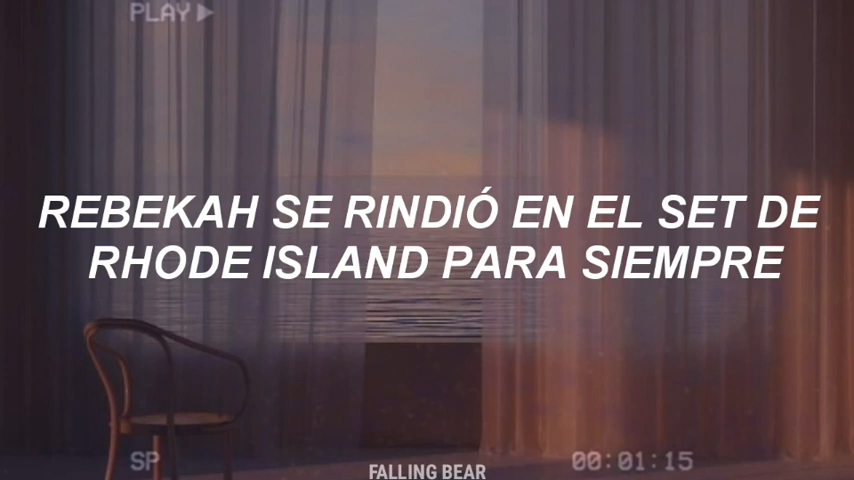 PLAY
REBEKAH SE RINDIÓ EN EL SET DE
RHODE ISLAND PARA SIEMPRE
SP
FALLING BEAR
00:01:15